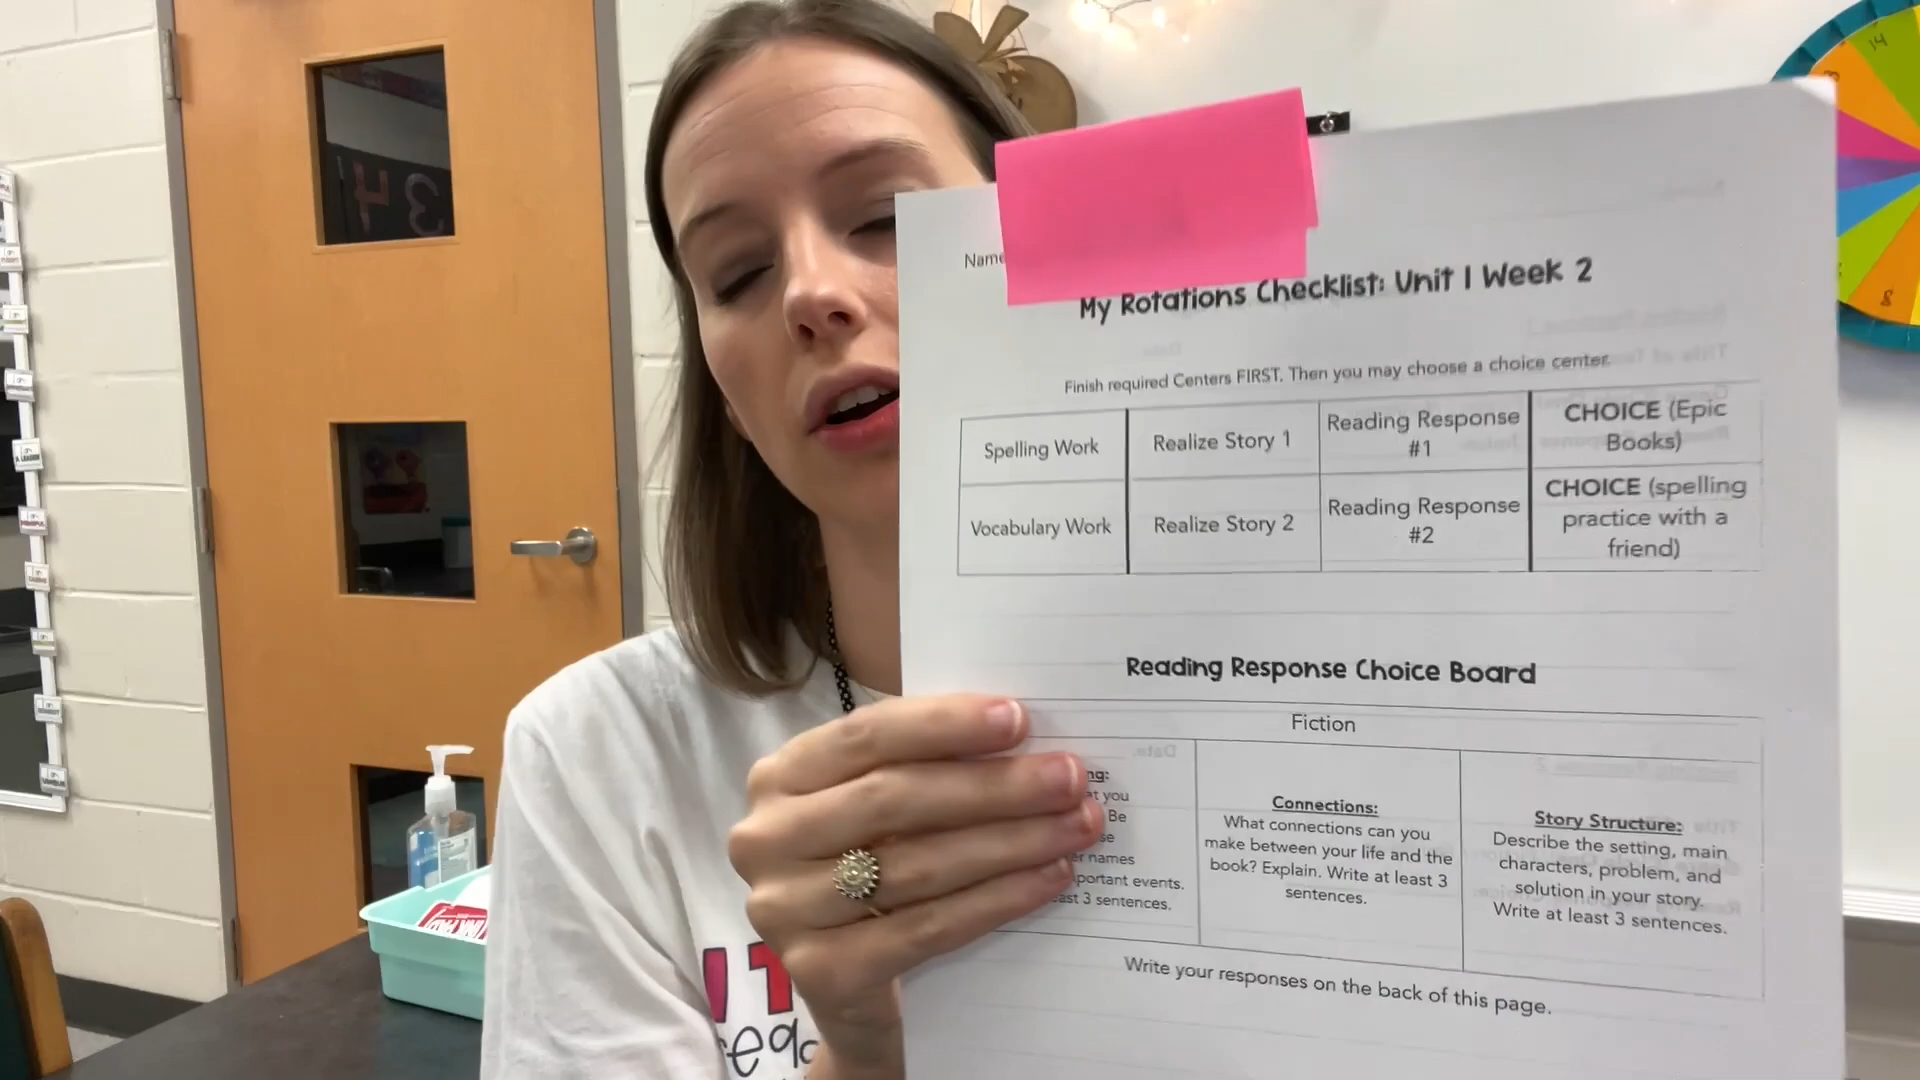 Name
My Rotations Checklist: Unit 1 Week 2
Finish required Centers FIRST. Then you may choose a choice center.
Spelling Work
Realize Story 1
Reading Response
#1
CHOICE (Epic
Books)
Vocabulary Work
Realize Story 2
Reading Response
#2
CHOICE (spelling
practice with a
friend)
Reading Response Choice Board
Fiction
at you
Be
names
portant events.
3 sentences.
Connections:
What connections can you
make between your life and the
book? Explain. Write at least 3
sentences.
Story Structure:
Describe the setting, main
characters, problem, and
solution in your story.
Write at least 3 sentences.
Write your responses on the back of this page.
14
8
34